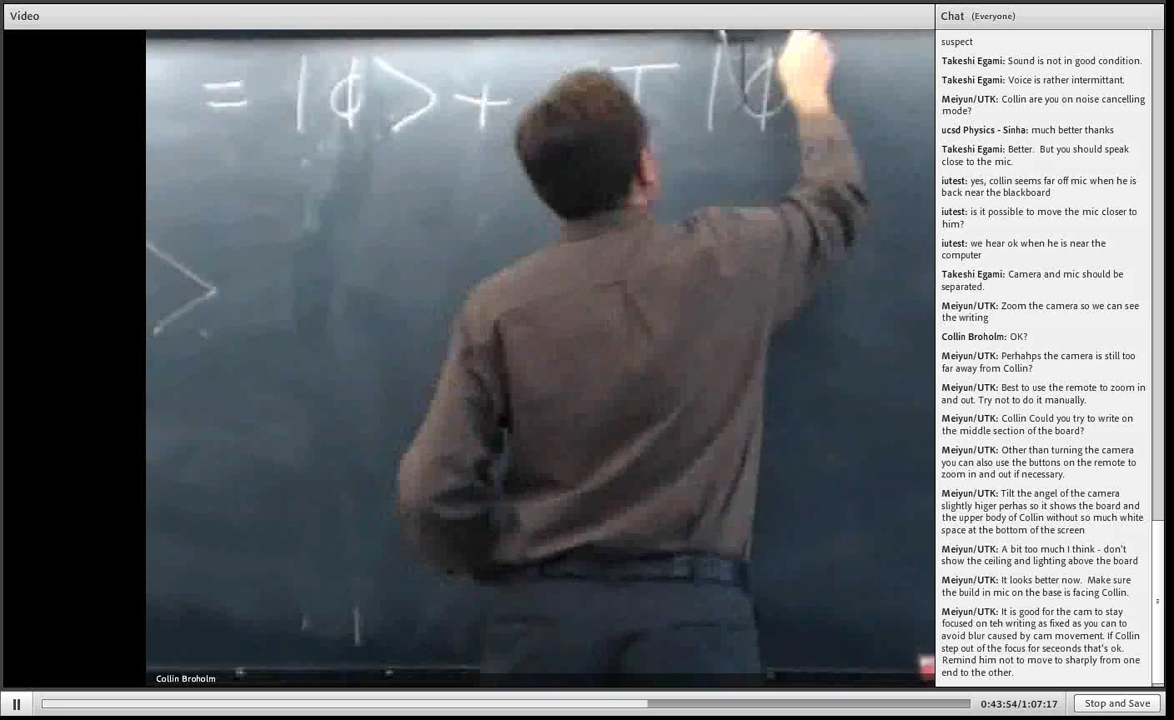 Video
= |φ> + T |φ
>
Collin Broholm
Chat (Everyone)
suspect
Takeshi Egami: Sound is not in good condition.
Takeshi Egami: Voice is rather intermittant.
Meiyun/UTK: Collin are you on noise cancelling
mode?
ucsd Physics - Sinha: much better thanks
Takeshi Egami: Better. But you should speak
close to the mic.
iutest: yes, collin seems far off mic when he is
back near the blackboard
iutest: is it possible to move the mic closer to
him?
iutest: we hear ok when he is near the
computer
Takeshi Egami: Camera and mic should be
separated.
Meiyun/UTK: Zoom the camera so we can see
the writing
Collin Broholm: OK?
Meiyun/UTK: Perhahps the camera is still too
far away from Collin?
Meiyun/UTK: Best to use the remote to zoom in
and out. Try not to do it manually.
Meiyun/UTK: Collin Could you try to write on
the middle section of the board?
Meiyun/UTK: Other than turning the camera
you can also use the buttons on the remote to
zoom in and out if necessary.
Meiyun/UTK: Tilt the angel of the camera
slightly higer perhas so it shows the board and
the upper body of Collin without so much white
space at the bottom of the screen
Meiyun/UTK: A bit too much I think - don't
show the ceiling and lighting above the board
Meiyun/UTK: It looks better now. Make sure
the build in mic on the base is facing Collin.
Meiyun/UTK: It is good for the cam to stay
focused on teh writing as fixed as you can to
avoid blur caused by cam movement. If Collin
step out of the focus for seceonds that's ok.
Remind him not to move to sharply from one
end to the other.
0:43:54/1:07:17
Stop and Save